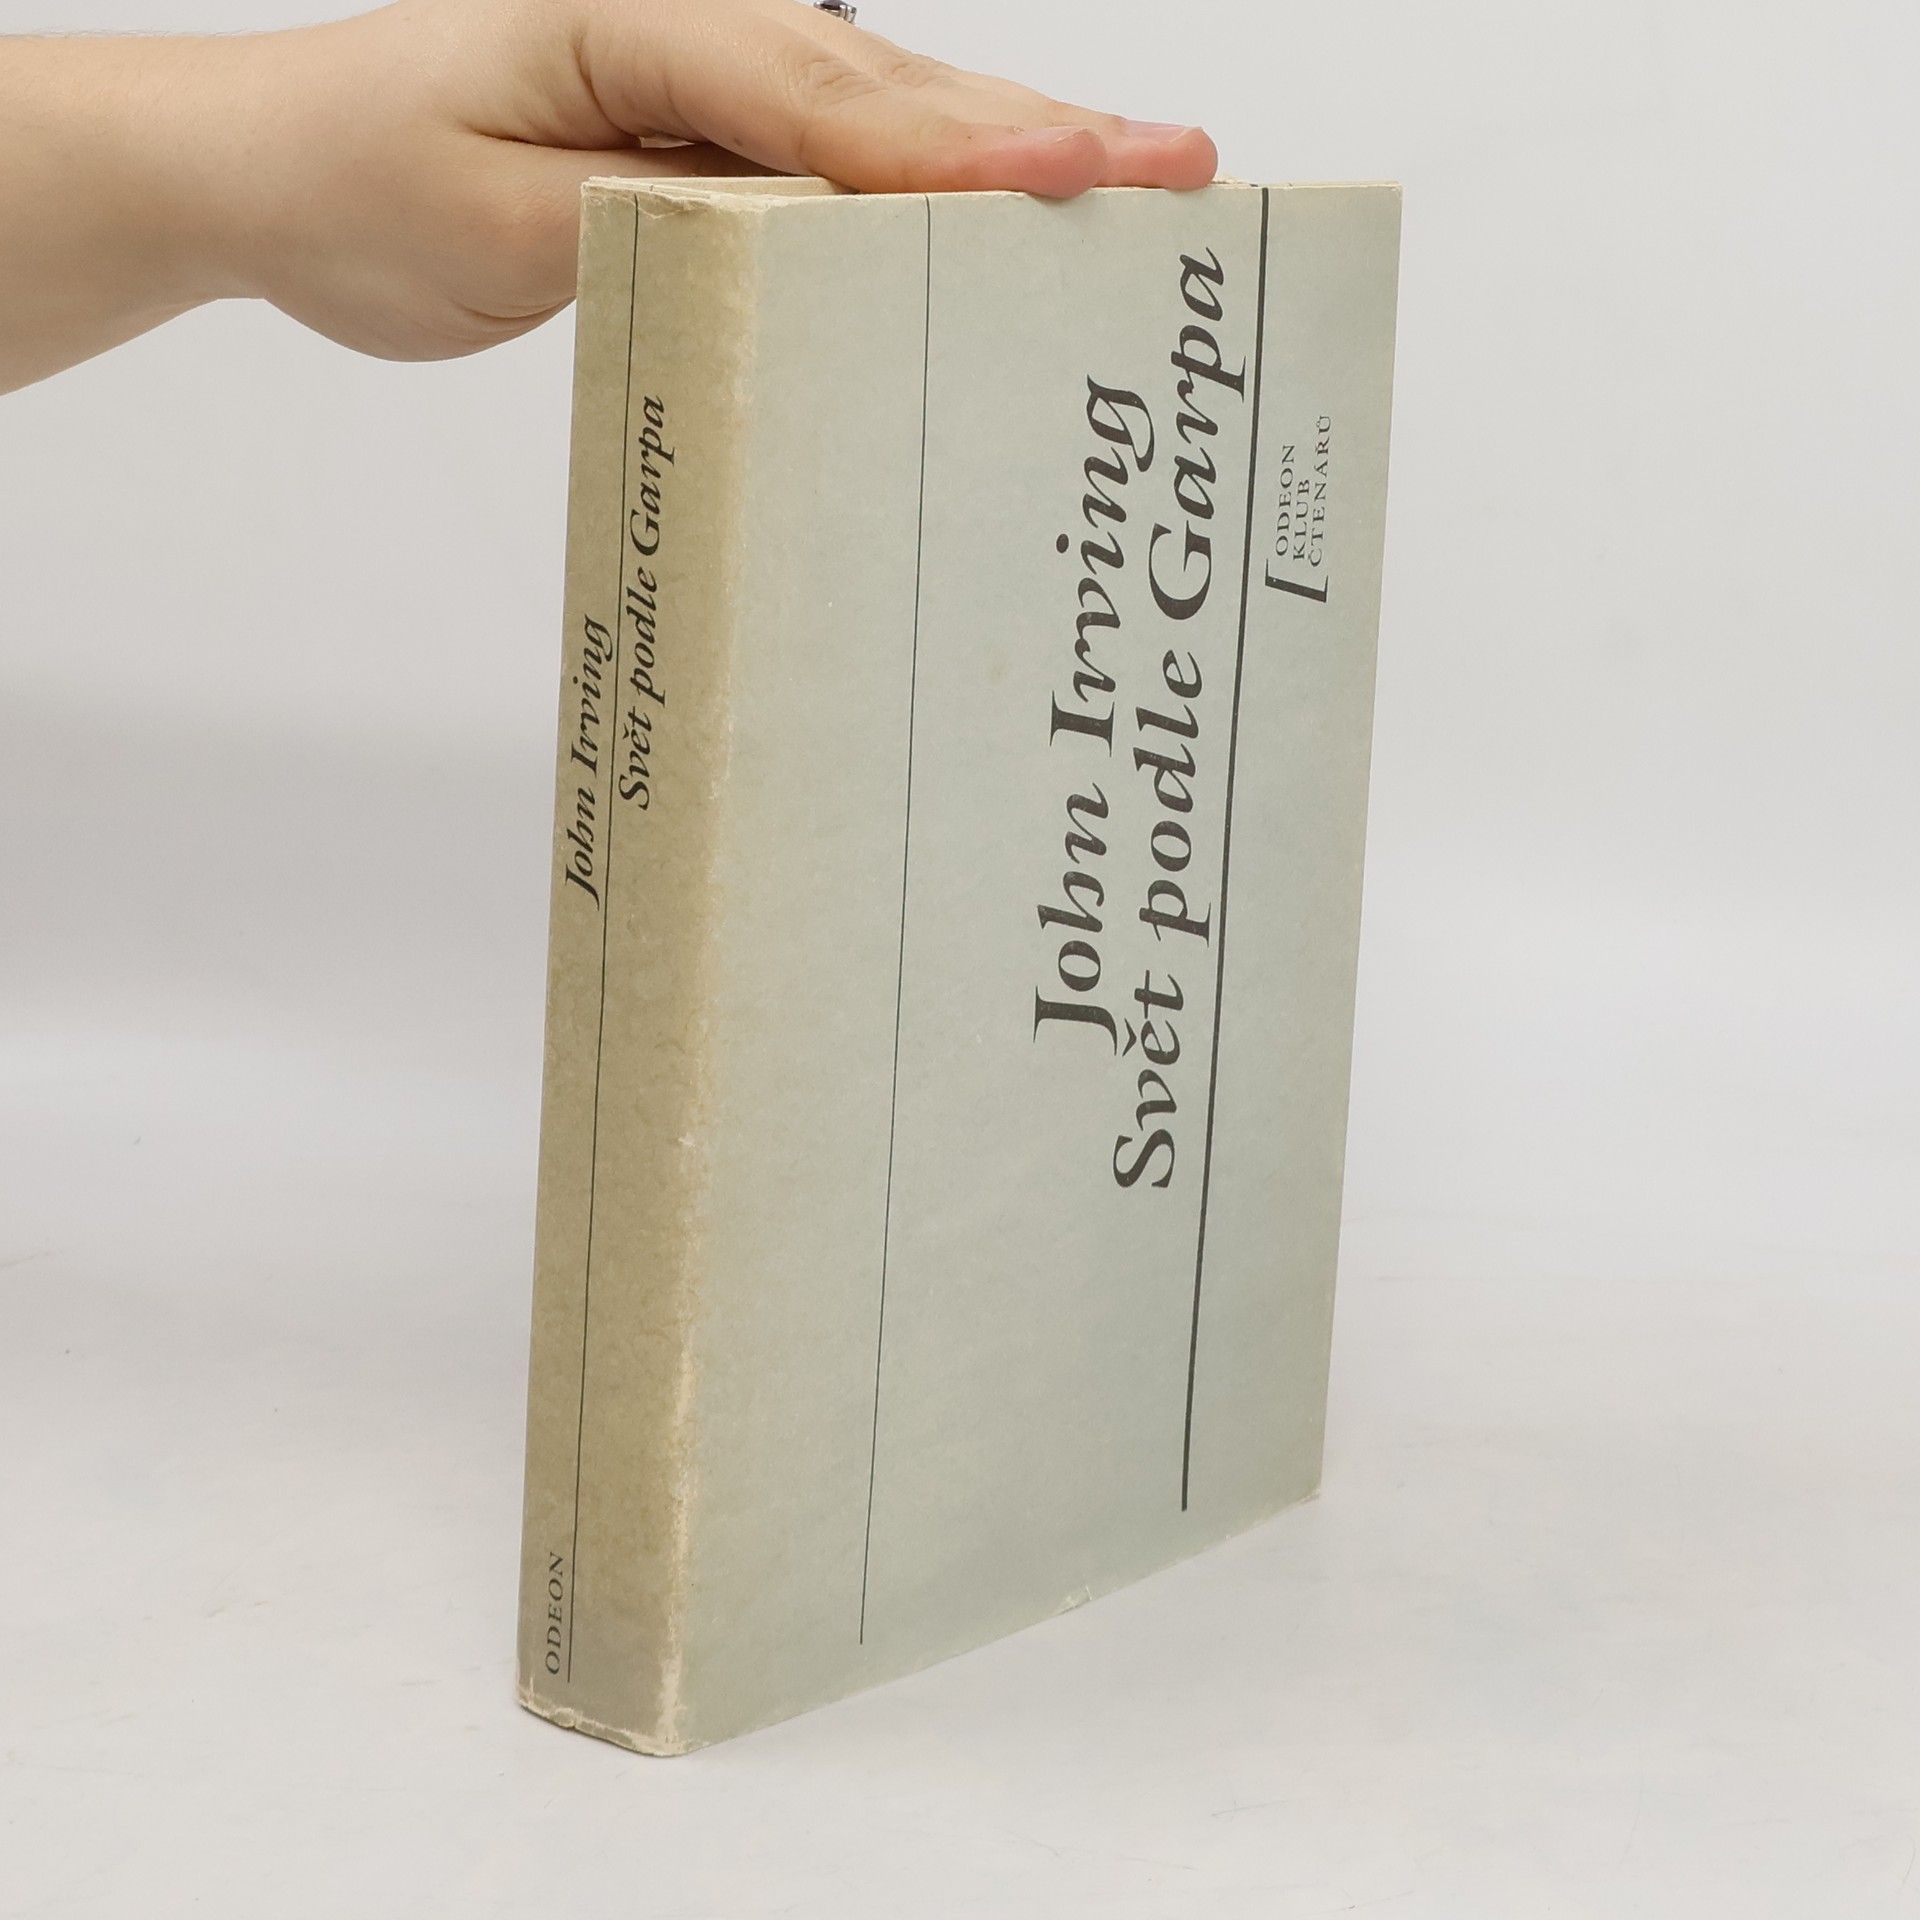 John Irving
Svět podle Garpa
ODEON
John Irving
Svět podle Garpa
ODEON
KLUB
ČTENÁŘŮ